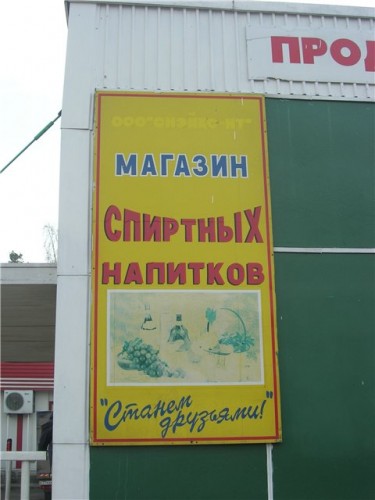 ПРОД
МАГАЗИН
СПИРТНЫХ
НАПИТКОВ
"Станем
друзьями!"